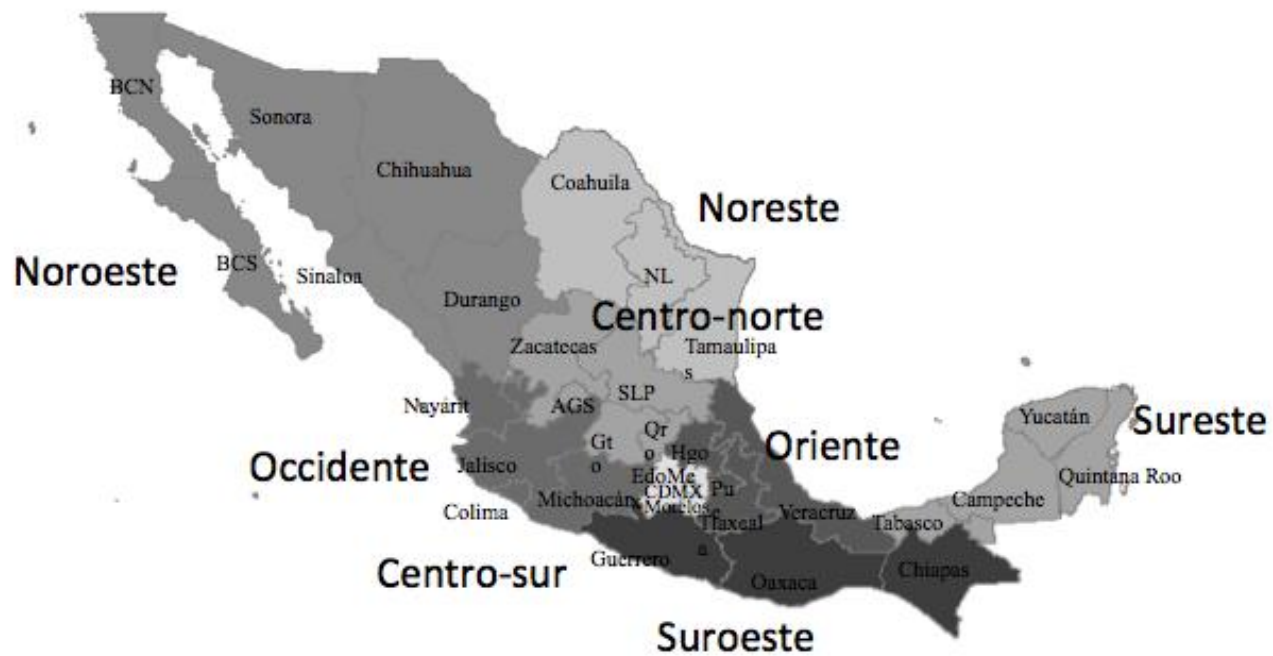 BCN
Sonora
Chihuahua
Coahuila
Noreste
Noroeste
BCS
Sinaloa
NL
Durango
Centro-norte
Zacatecas
Tamaulipa
s
SLP
Nayárit
AGS
Yucatán
Sureste
Gt
o
Qr
o
Hgo
Oriente
Occidente
Jalisco
Quintana Roo
EdoMe
x
CDMX
Pu
e
Michoacán
Campeche
Colima
Morelos
Veracruz
Tabasco
Tlaxcal
a
Guerrero
Centro-sur
Oaxaca
Chiapas
Suroeste